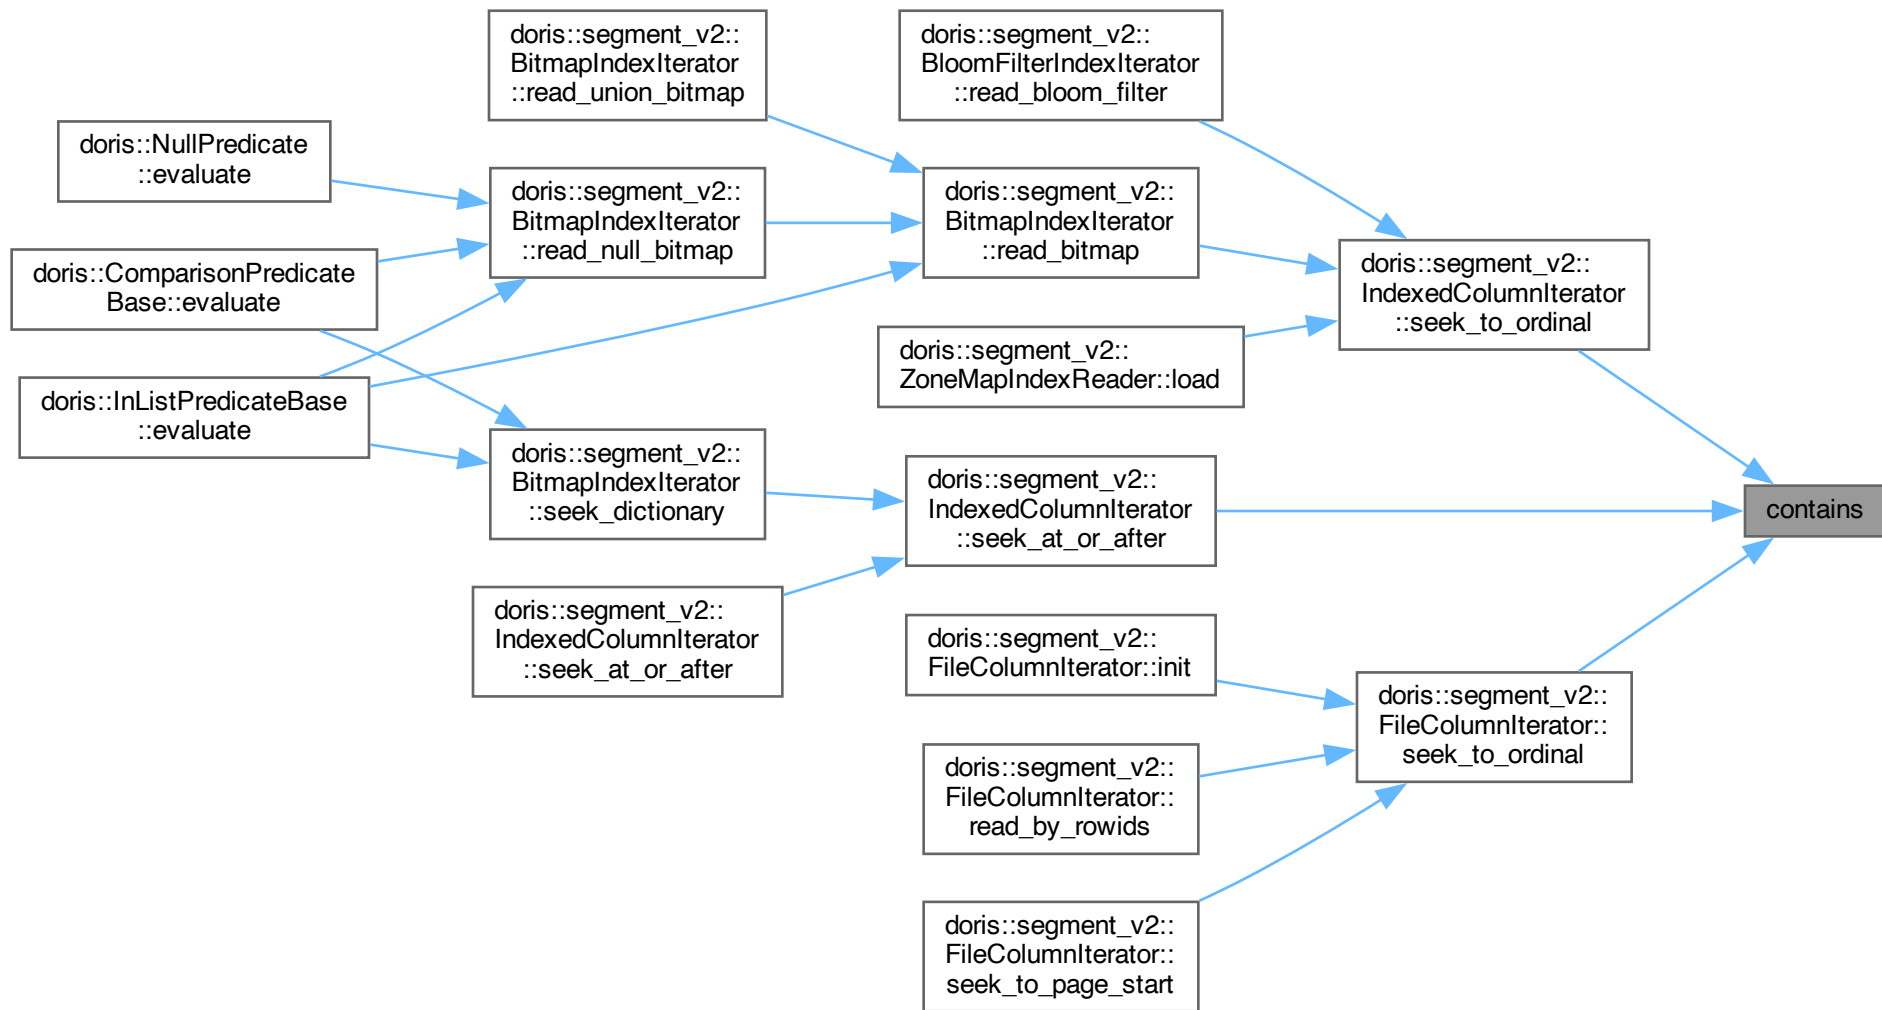 doris::segment_v2::
BitmapIndexIterator
::read_union_bitmap
doris::segment_v2::
BloomFilterIndexIterator
::read_bloom_filter
doris::NullPredicate
::evaluate
doris::segment_v2::
BitmapIndexIterator
::read_null_bitmap
doris::segment_v2::
BitmapIndexIterator
::read_bitmap
doris::ComparisonPredicate
Base::evaluate
doris::segment_v2::
IndexedColumnIterator
::seek_to_ordinal
doris::segment_v2::
ZoneMapIndexReader::load
doris::InListPredicateBase
::evaluate
doris::segment_v2::
BitmapIndexIterator
::seek_dictionary
doris::segment_v2::
IndexedColumnIterator
::seek_at_or_after
contains
doris::segment_v2::
IndexedColumnIterator
::seek_at_or_after
doris::segment_v2::
FileColumnIterator::init
doris::segment_v2::
FileColumnIterator::
seek_to_ordinal
doris::segment_v2::
FileColumnIterator::
read_by_rowids
doris::segment_v2::
FileColumnIterator::
seek_to_page_start